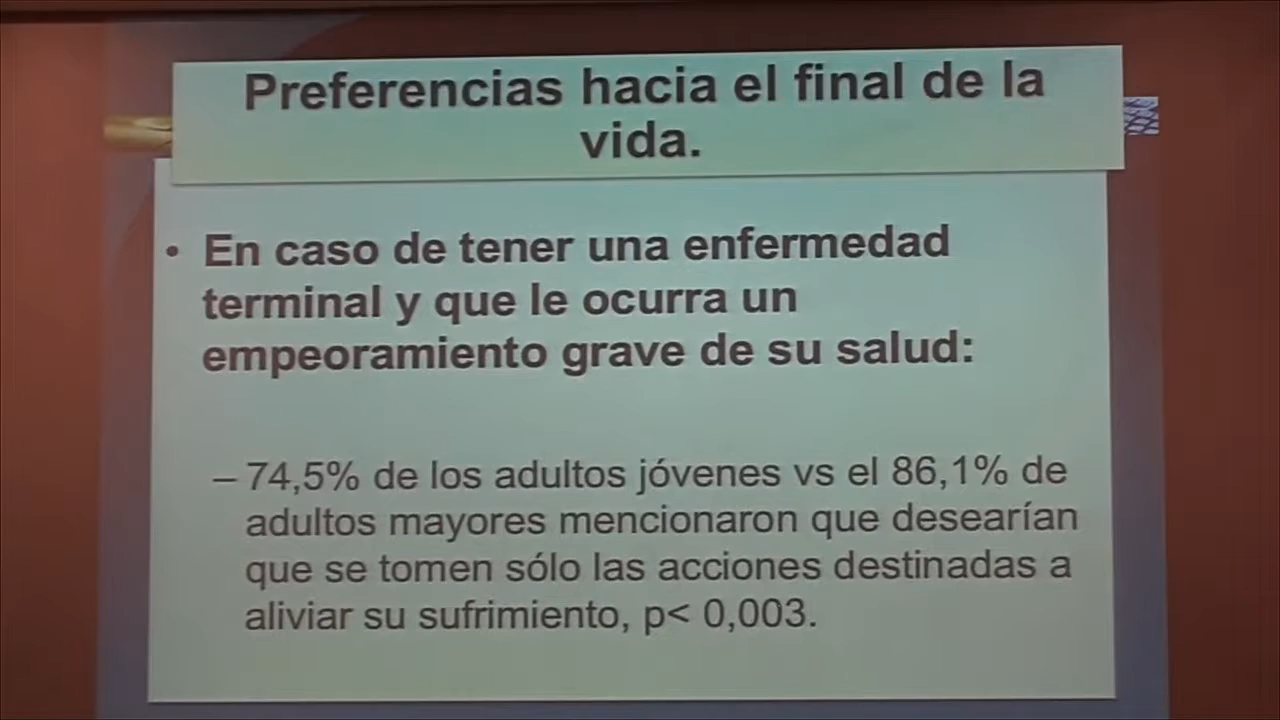 Preferencias hacia el final de la
vida.
• En caso de tener una enfermedad
terminal y que le ocurra un
empeoramiento grave de su salud:
– 74,5% de los adultos jóvenes vs el 86,1% de
adultos mayores mencionaron que desearían
que se tomen sólo las acciones destinadas a
aliviar su sufrimiento, p< 0,003.